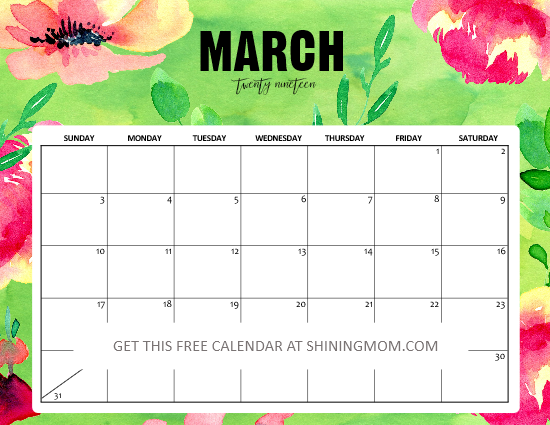 MARCH
twenty nineteen
SUNDAY MONDAY TUESDAY WEDNESDAY THURSDAY FRIDAY SATURDAY
1 2
3 4 5 6 7 8 9
10 11 12 13 14 15 16
17 18 19 20 21 22 23
GET THIS FREE CALENDAR AT SHININGMOM.COM
30
31